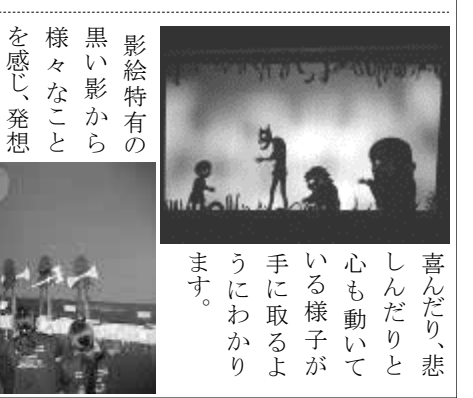 喜んだり、悲
しんだりと
心も動いて
いる様子が
手に取るよ
うにわかり
ます。
影絵特有の
黒い影から
様々なこと
を感じ、発想